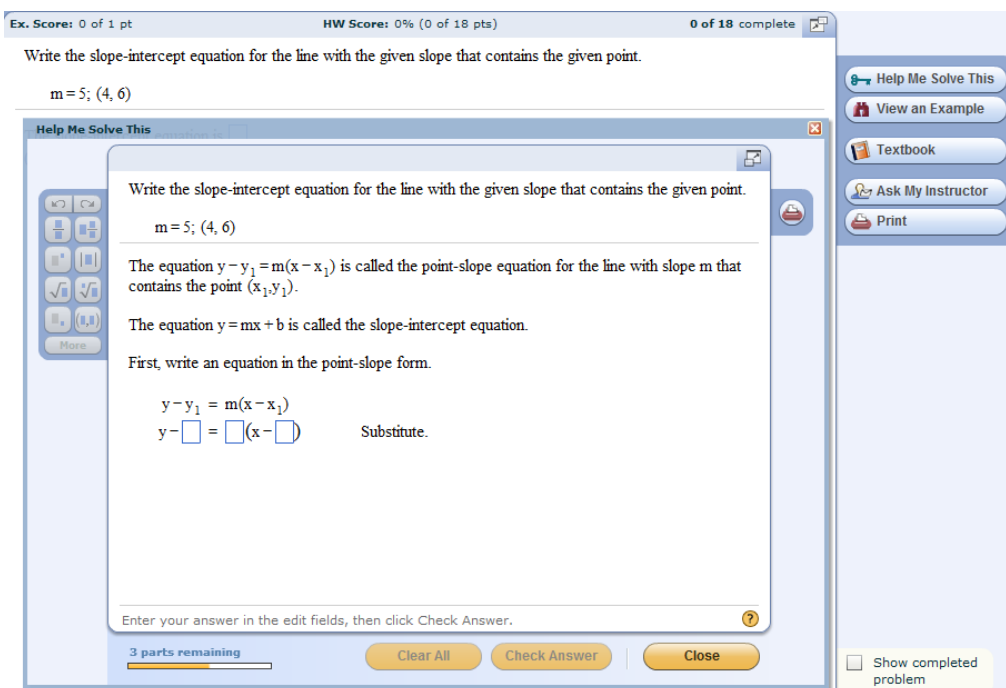 Ex. Score: 0 of 1 pt HW Score: 0% (0 of 18 pts) 0 of 18 complete
Write the slope-intercept equation for the line with the given slope that contains the given point.
m = 5; (4, 6)
Help Me Solve This
View an Example
Textbook
Ask My Instructor
Print
Help Me Solve This
Write the slope-intercept equation for the line with the given slope that contains the given point.
m = 5; (4, 6)
The equation y − y₁ = m(x − x₁) is called the point-slope equation for the line with slope m that
contains the point (x₁,y₁).
The equation y = mx + b is called the slope-intercept equation.
First, write an equation in the point-slope form.
y − y₁ = m(x − x₁)
y − □ = □(x − □) Substitute.
More
Enter your answer in the edit fields, then click Check Answer.
?
3 parts remaining
Clear All
Check Answer
Close
Show completed
problem